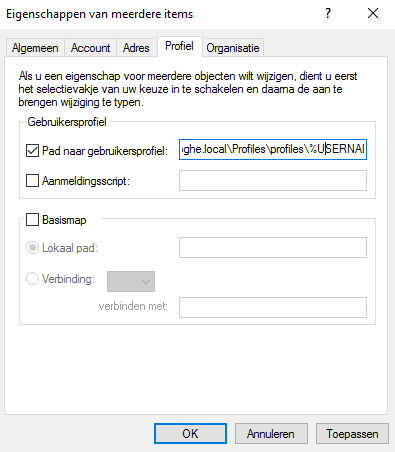 Eigenschappen van meerdere items
Algemeen Account Adres Profiel Organisatie
Als u een eigenschap voor meerdere objecten wilt wijzigen, dient u eerst
het selectievakje van uw keuze in te schakelen en daarna de aan te
brengen wijziging te typen.
Gebruikersprofiel
Pad naar gebruikersprofiel: ghe.local\Profiles\profiles\%USERNAI
Aanmeldingsscript:
Basismap
Lokaal pad:
Verbinding:
verbinden met:
OK Annuleren Toepassen